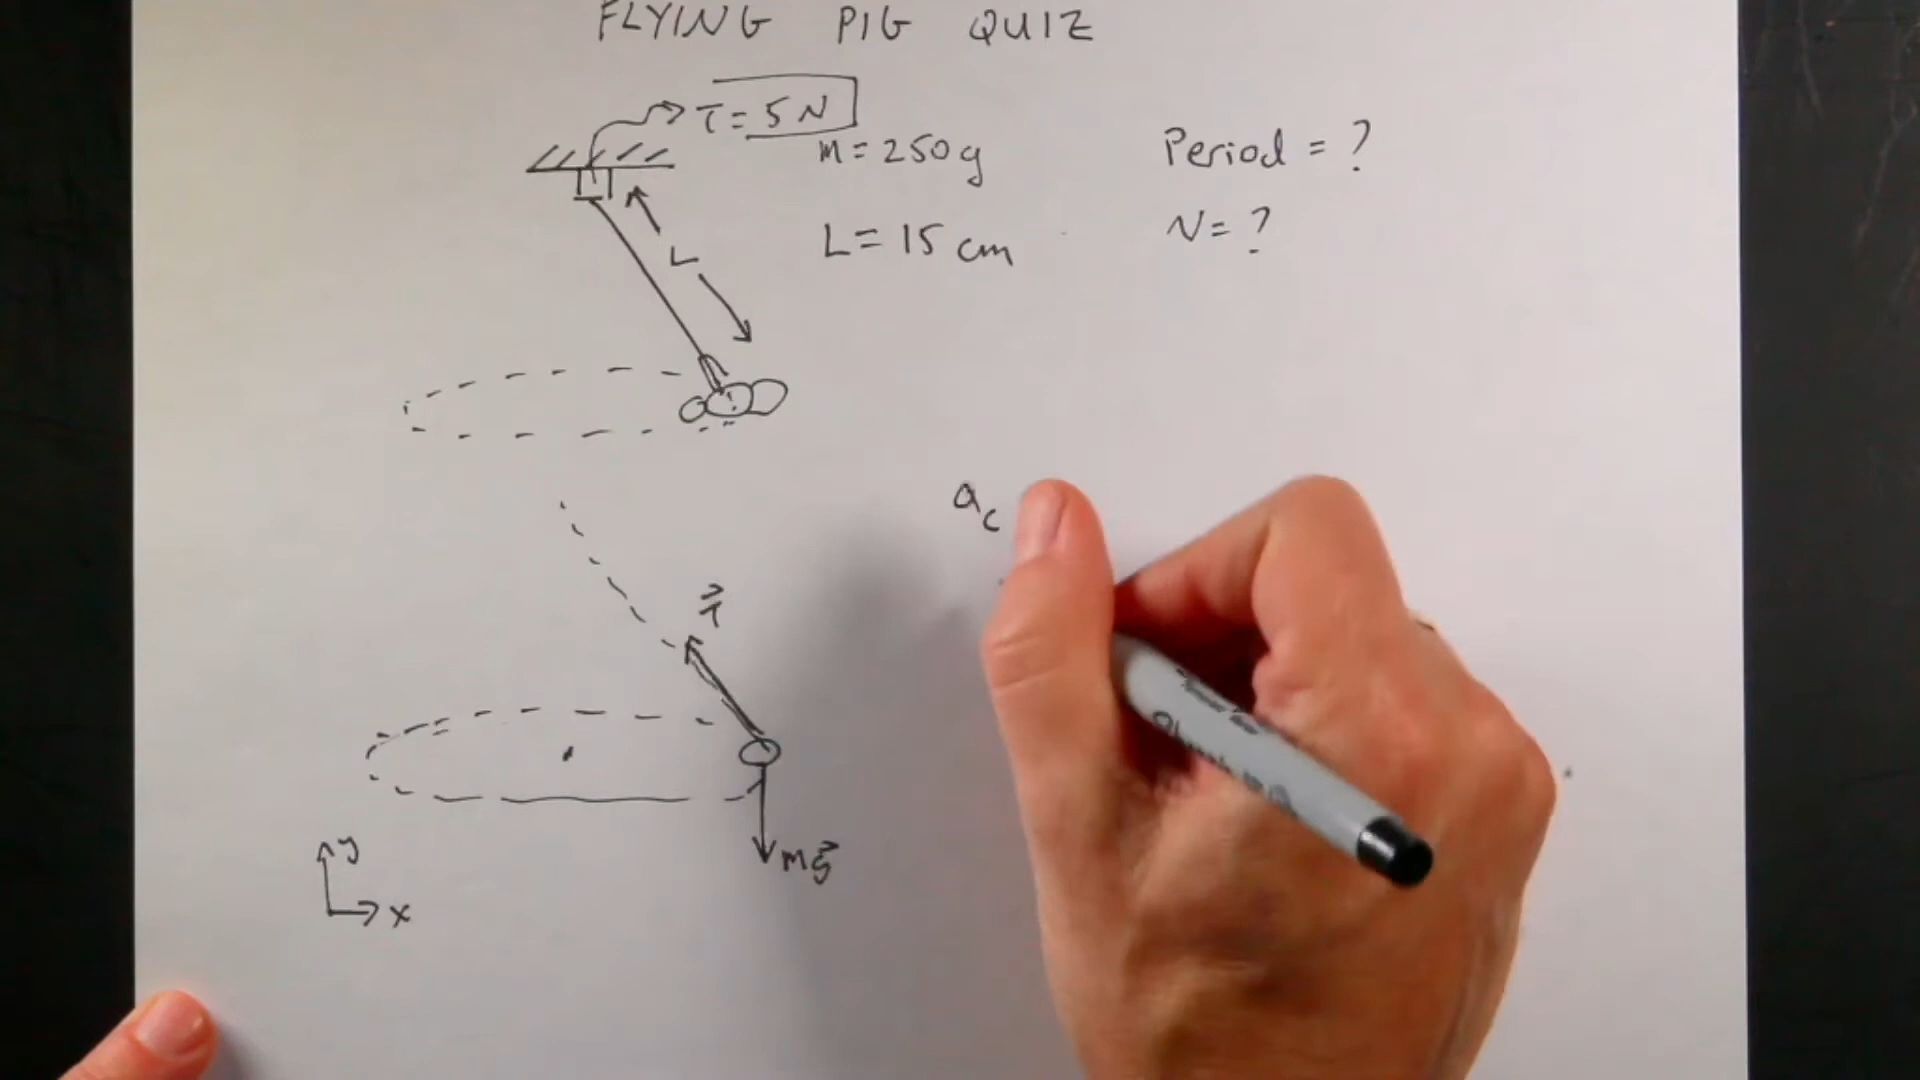 FLYING PIG QUIZ
T = 5 N
m = 250 g
L = 15 cm
Period = ?
N = ?
L
a_c
T⃗
mg⃗
y
x